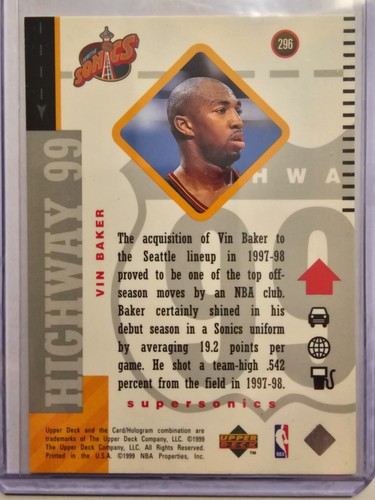 SEATTLE
SONICS
296
HIGHWAY 99
H W A
99
VIN BAKER
The acquisition of Vin Baker to
the Seattle lineup in 1997-98
proved to be one of the top off-
season moves by an NBA club.
Baker certainly shined in his
debut season in a Sonics uniform
by averaging 19.2 points per
game. He shot a team-high .542
percent from the field in 1997-98.
supersonics
Upper Deck and the Card/Hologram combination are
trademarks of The Upper Deck Company, LLC. ©1999
The Upper Deck Company, LLC. All Rights Reserved.
Printed in the U.S.A. ©1999 NBA Properties, Inc.
UPPER
DECK
TM
NBA